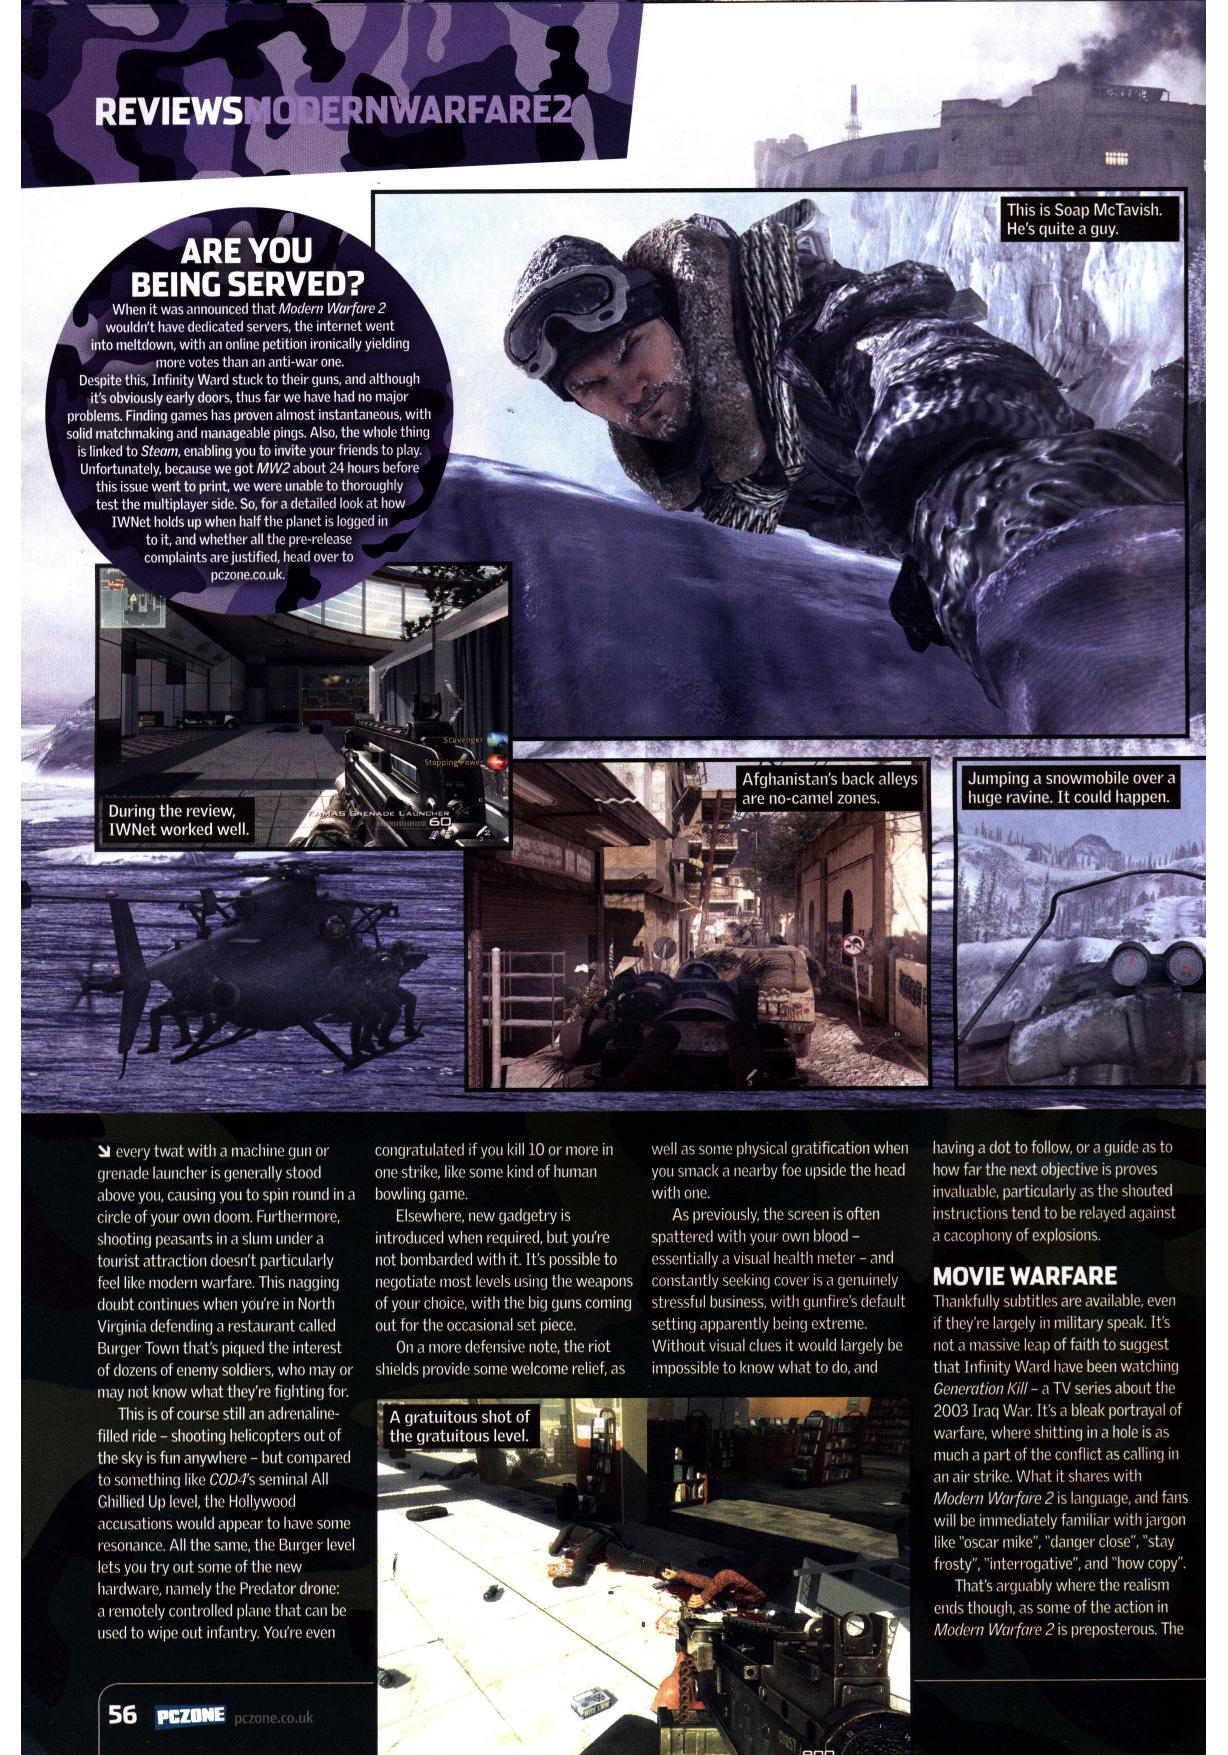 REVIEWSMODERNWARFARE2
This is Soap McTavish.
He's quite a guy.
ARE YOU
BEING SERVED?
When it was announced that Modern Warfare 2
wouldn't have dedicated servers, the internet went
into meltdown, with an online petition ironically yielding
more votes than an anti-war one.
Despite this, Infinity Ward stuck to their guns, and although
it's obviously early doors, thus far we have had no major
problems. Finding games has proven almost instantaneous, with
solid matchmaking and manageable pings. Also, the whole thing
is linked to Steam, enabling you to invite your friends to play.
Unfortunately, because we got MW2 about 24 hours before
this issue went to print, we were unable to thoroughly
test the multiplayer side. So, for a detailed look at how
IWNet holds up when half the planet is logged in
to it, and whether all the pre-release
complaints are justified, head over to
pczone.co.uk.
Scavenger
Stopping Power
FAMAS Grenade Launcher
60
During the review,
IWNet worked well.
Afghanistan's back alleys
are no-camel zones.
Jumping a snowmobile over a
huge ravine. It could happen.
every twat with a machine gun or
grenade launcher is generally stood
above you, causing you to spin round in a
circle of your own doom. Furthermore,
shooting peasants in a slum under a
tourist attraction doesn't particularly
feel like modern warfare. This nagging
doubt continues when you're in North
Virginia defending a restaurant called
Burger Town that's piqued the interest
of dozens of enemy soldiers, who may or
may not know what they're fighting for.
This is of course still an adrenaline-
filled ride – shooting helicopters out of
the sky is fun anywhere – but compared
to something like COD4's seminal All
Ghillied Up level, the Hollywood
accusations would appear to have some
resonance. All the same, the Burger level
lets you try out some of the new
hardware, namely the Predator drone:
a remotely controlled plane that can be
used to wipe out infantry. You're even
congratulated if you kill 10 or more in
one strike, like some kind of human
bowling game.
Elsewhere, new gadgetry is
introduced when required, but you're
not bombarded with it. It's possible to
negotiate most levels using the weapons
of your choice, with the big guns coming
out for the occasional set piece.
On a more defensive note, the riot
shields provide some welcome relief, as
well as some physical gratification when
you smack a nearby foe upside the head
with one.
As previously, the screen is often
spattered with your own blood –
essentially a visual health meter – and
constantly seeking cover is a genuinely
stressful business, with gunfire's default
setting apparently being extreme.
Without visual clues it would largely be
impossible to know what to do, and
having a dot to follow, or a guide as to
how far the next objective is proves
invaluable, particularly as the shouted
instructions tend to be relayed against
a cacophony of explosions.
MOVIE WARFARE
Thankfully subtitles are available, even
if they're largely in military speak. It's
not a massive leap of faith to suggest
that Infinity Ward have been watching
Generation Kill – a TV series about the
2003 Iraq War. It's a bleak portrayal of
warfare, where shitting in a hole is as
much a part of the conflict as calling in
an air strike. What it shares with
Modern Warfare 2 is language, and fans
will be immediately familiar with jargon
like "oscar mike", "danger close", "stay
frosty", "interrogative", and "how copy".
That's arguably where the realism
ends though, as some of the action in
Modern Warfare 2 is preposterous. The
A gratuitous shot of
the gratuitous level.
56 PCZONE pczone.co.uk